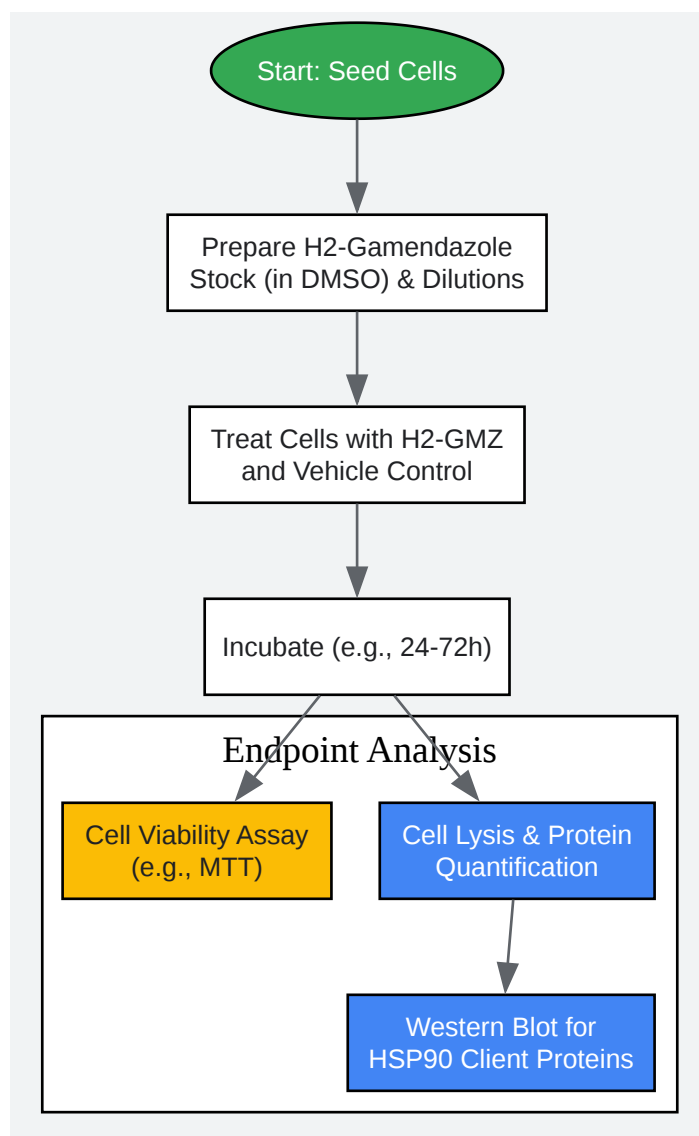 Start: Seed Cells
Prepare H2-Gamendazole
Stock (in DMSO) & Dilutions
Treat Cells with H2-GMZ
and Vehicle Control
Incubate (e.g., 24-72h)
Endpoint Analysis
Cell Viability Assay
(e.g., MTT)
Cell Lysis & Protein
Quantification
Western Blot for
HSP90 Client Proteins